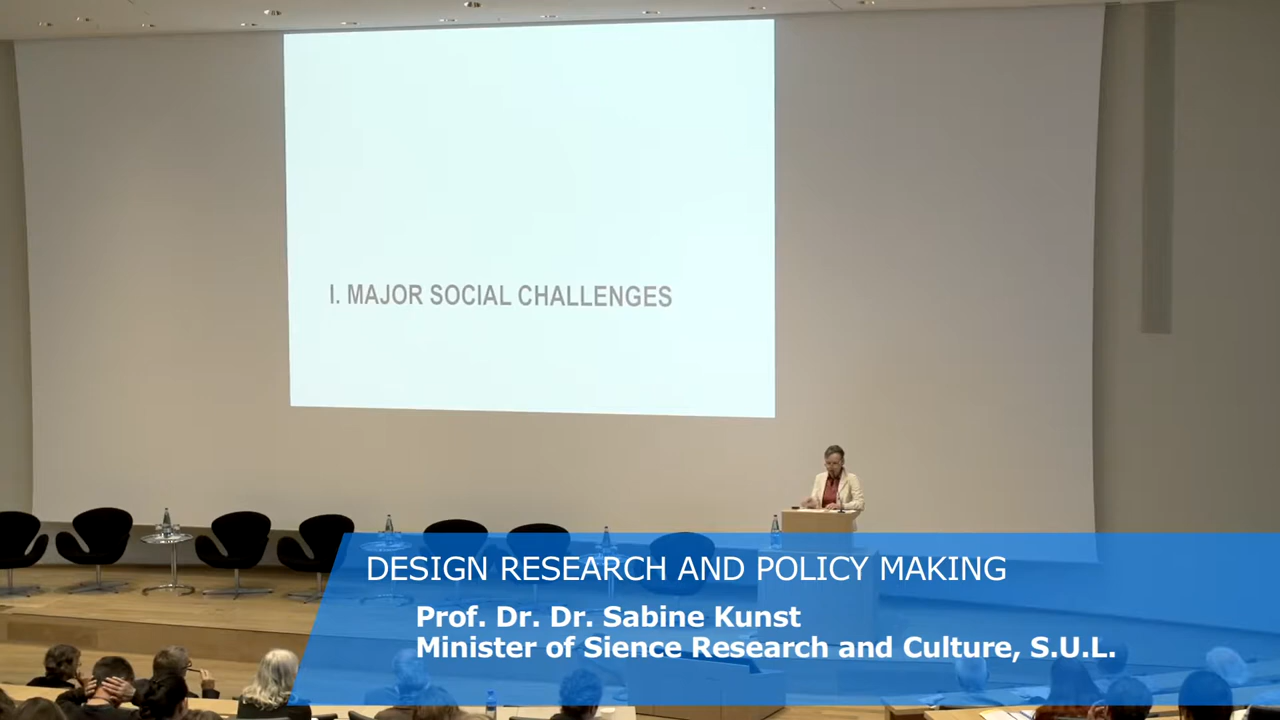 I. MAJOR SOCIAL CHALLENGES
DESIGN RESEARCH AND POLICY MAKING
Prof. Dr. Dr. Sabine Kunst
Minister of Sience Research and Culture, S.U.L.